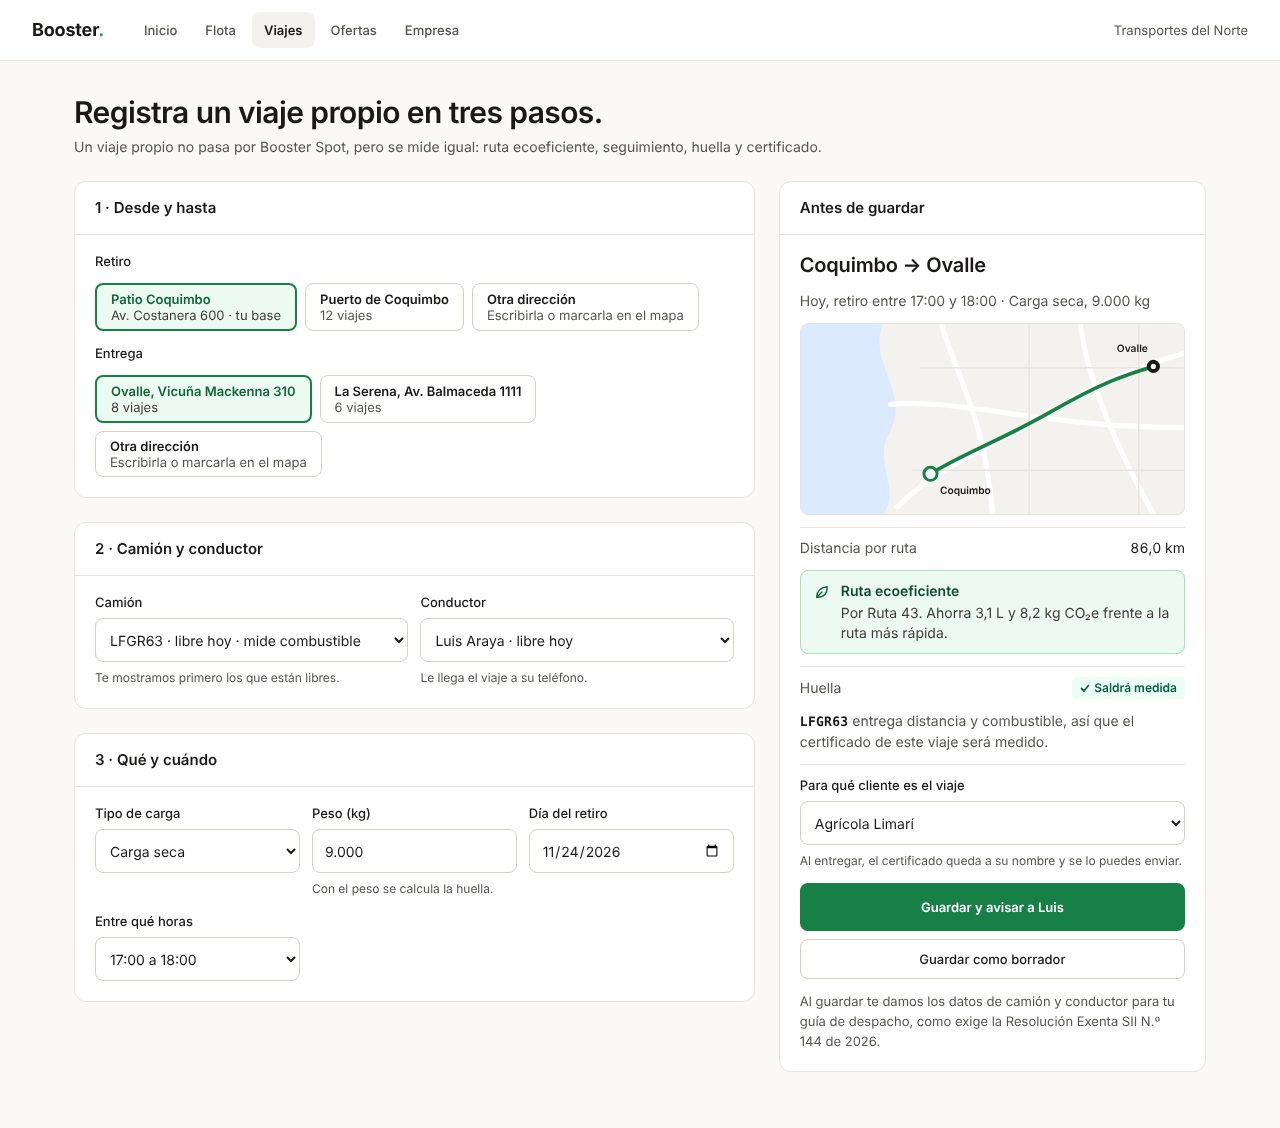 Booster.
Inicio
Flota
Viajes
Ofertas
Empresa
Transportes del Norte
Registra un viaje propio en tres pasos.
Un viaje propio no pasa por Booster Spot, pero se mide igual: ruta ecoeficiente, seguimiento, huella y certificado.
1 · Desde y hasta
Retiro
Patio Coquimbo
Av. Costanera 600 · tu base
Puerto de Coquimbo
12 viajes
Otra dirección
Escribirla o marcarla en el mapa
Entrega
Ovalle, Vicuña Mackenna 310
8 viajes
La Serena, Av. Balmaceda 1111
6 viajes
Otra dirección
Escribirla o marcarla en el mapa
2 · Camión y conductor
Camión
LFGR63 · libre hoy · mide combustible
Te mostramos primero los que están libres.
Conductor
Luis Araya · libre hoy
Le llega el viaje a su teléfono.
3 · Qué y cuándo
Tipo de carga
Carga seca
Peso (kg)
9.000
Con el peso se calcula la huella.
Día del retiro
11/24/2026
Entre qué horas
17:00 a 18:00
Antes de guardar
Coquimbo → Ovalle
Hoy, retiro entre 17:00 y 18:00 · Carga seca, 9.000 kg
Ovalle
Coquimbo
Distancia por ruta
86,0 km
Ruta ecoeficiente
Por Ruta 43. Ahorra 3,1 L y 8,2 kg CO₂e frente a la
ruta más rápida.
Huella
Saldrá medida
LFGR63 entrega distancia y combustible, así que el
certificado de este viaje será medido.
Para qué cliente es el viaje
Agrícola Limarí
Al entregar, el certificado queda a su nombre y se lo puedes enviar.
Guardar y avisar a Luis
Guardar como borrador
Al guardar te damos los datos de camión y conductor para tu
guía de despacho, como exige la Resolución Exenta SII N.º
144 de 2026.